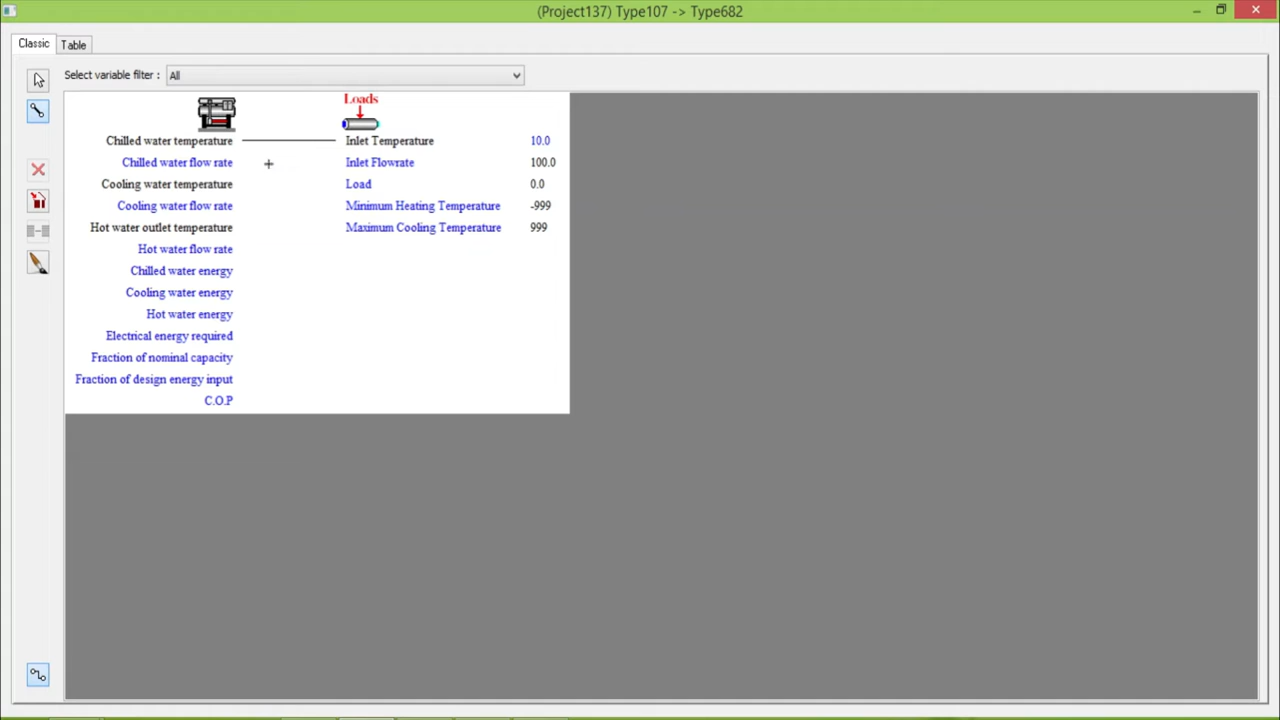 (Project137) Type107 -> Type682
Classic Table
Select variable filter : All
Loads
Chilled water temperature Inlet Temperature 10.0
Chilled water flow rate Inlet Flowrate 100.0
Cooling water temperature Load 0.0
Cooling water flow rate Minimum Heating Temperature -999
Hot water outlet temperature Maximum Cooling Temperature 999
Hot water flow rate
Chilled water energy
Cooling water energy
Hot water energy
Electrical energy required
Fraction of nominal capacity
Fraction of design energy input
C.O.P